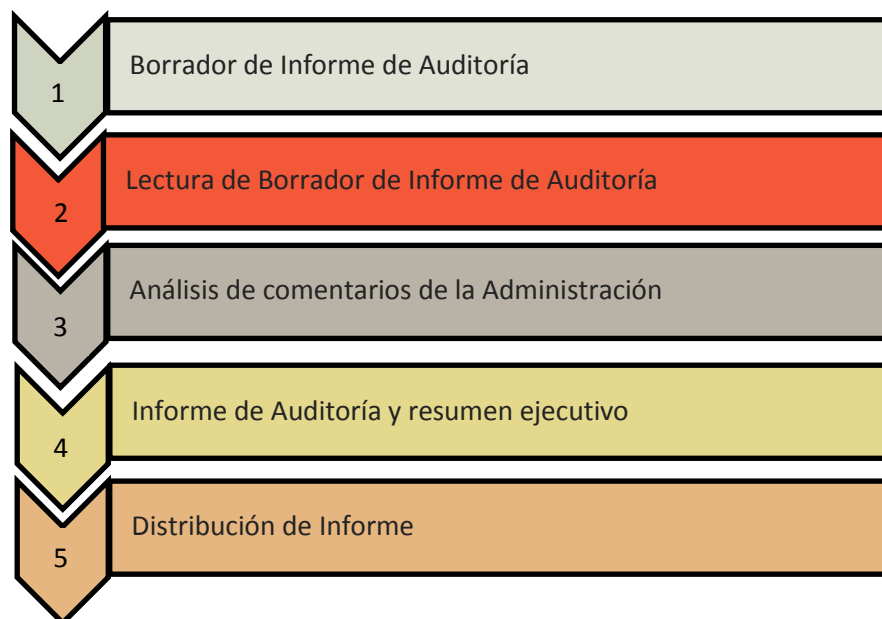 1
Borrador de Informe de Auditoría
2
Lectura de Borrador de Informe de Auditoría
3
Análisis de comentarios de la Administración
4
Informe de Auditoría y resumen ejecutivo
5
Distribución de Informe